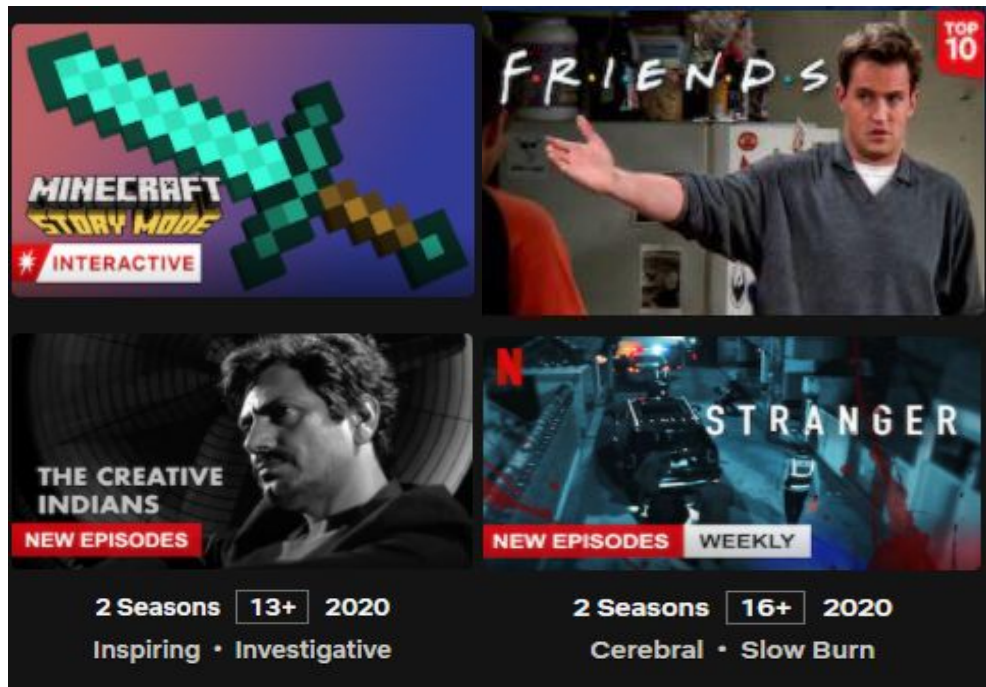 MINECRAFT
STORY MODE
INTERACTIVE
F·R·I·E·N·D·S
TOP
10
THE CREATIVE
INDIANS
NEW EPISODES
N
STRANGER
NEW EPISODES WEEKLY
2 Seasons 13+ 2020
Inspiring • Investigative
2 Seasons 16+ 2020
Cerebral • Slow Burn